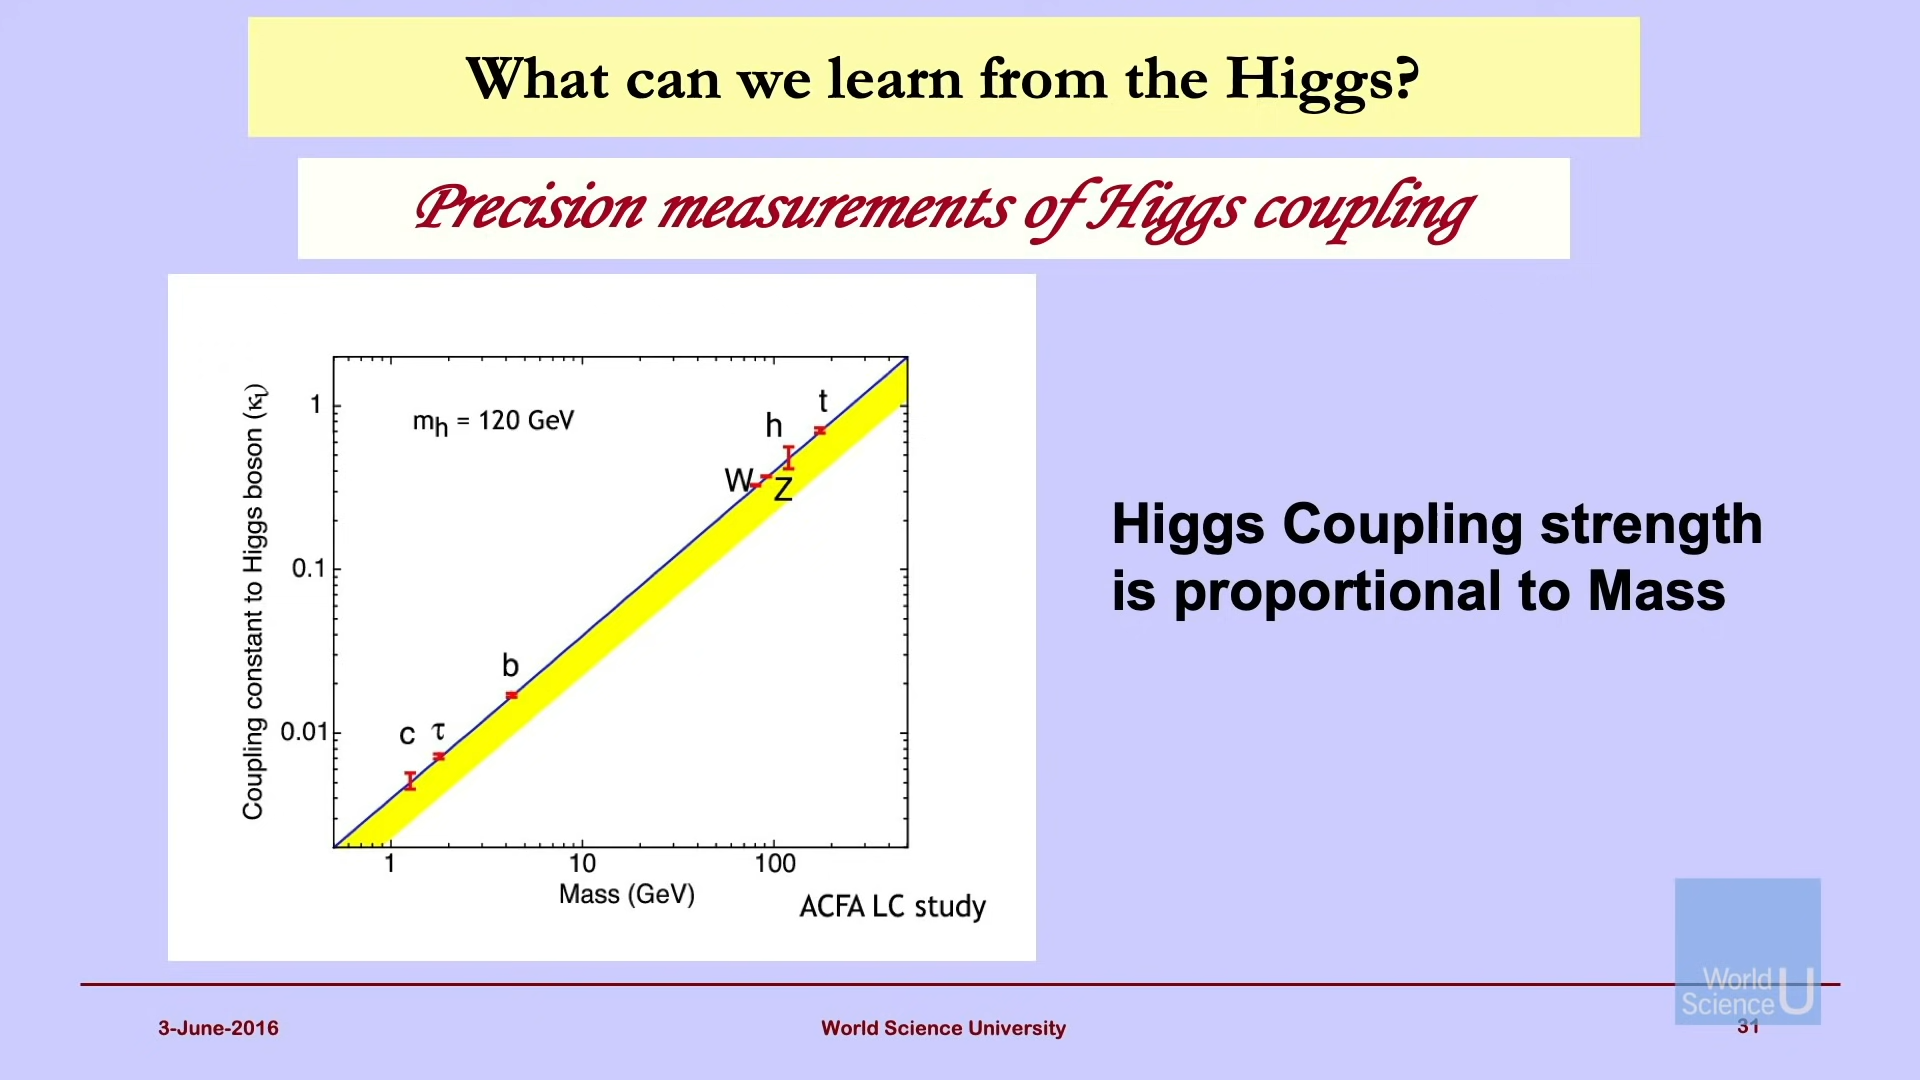 What can we learn from the Higgs?
Precision measurements of Higgs coupling
Coupling constant to Higgs boson (κi)
1
0.1
0.01
mh = 120 GeV
t
h
W
Z
b
c τ
1 10 100
Mass (GeV)
ACFA LC study
Higgs Coupling strength
is proportional to Mass
World
Science U
3-June-2016
World Science University
31